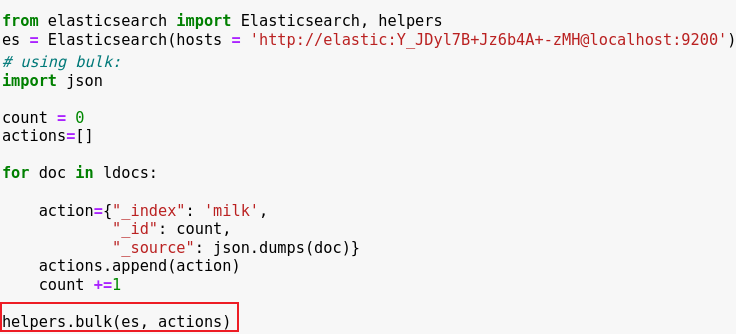 from elasticsearch import Elasticsearch, helpers
es = Elasticsearch(hosts = 'http://elastic:Y_JDyl7B+Jz6b4A+-zMH@localhost:9200')
# using bulk:
import json
count = 0
actions=[]
for doc in ldocs:
    action={"_index": 'milk',
            "_id": count,
            "_source": json.dumps(doc)}
    actions.append(action)
    count +=1
helpers.bulk(es, actions)